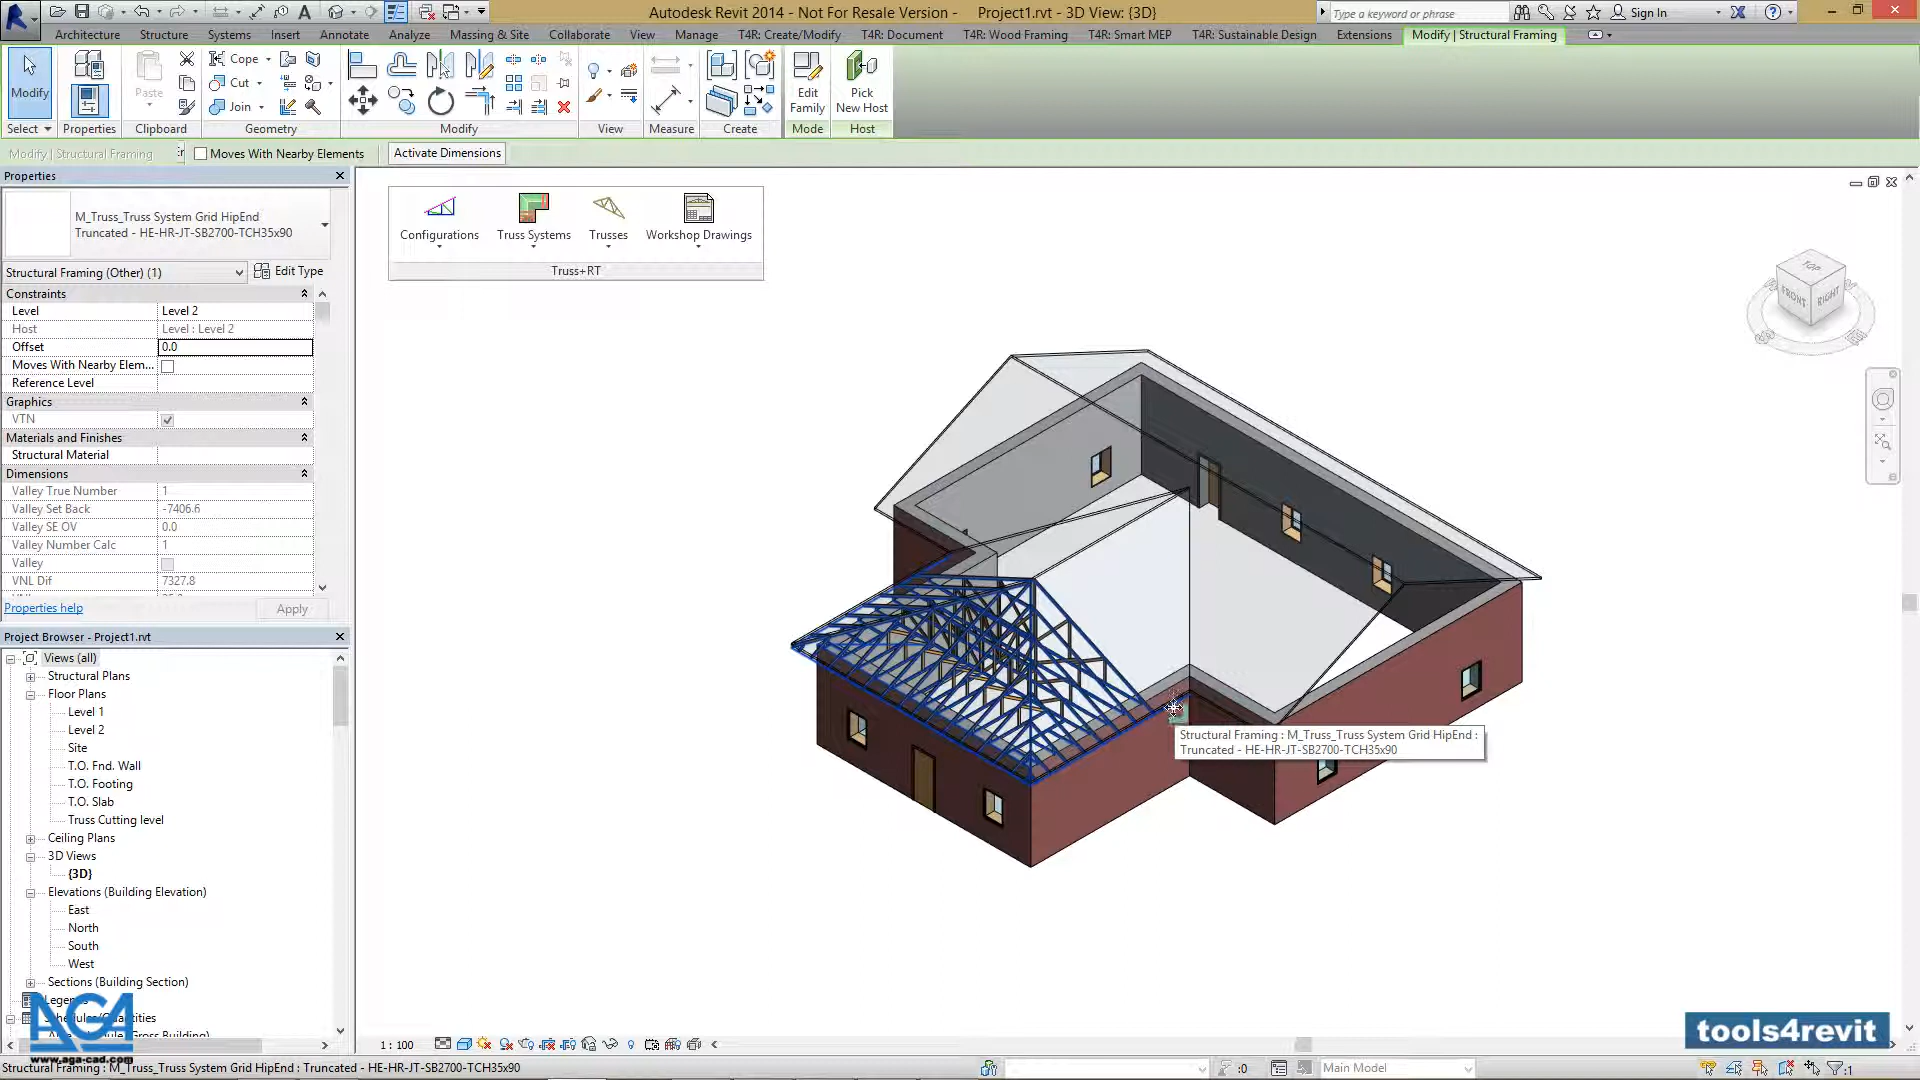 Autodesk Revit 2014 - Not For Resale Version - Project1.rvt - 3D View: {3D}
Type a keyword or phrase
Sign In
Architecture Structure Systems Insert Annotate Analyze Massing & Site Collaborate View Manage T4R: Create/Modify T4R: Document T4R: Wood Framing T4R: Smart MEP T4R: Sustainable Design Extensions Modify | Structural Framing
Modify
Paste
Cope
Cut
Join
Edit Family
Pick New Host
Select Properties Clipboard Geometry Modify View Measure Create Mode Host
Modify | Structural Framing
Moves With Nearby Elements
Activate Dimensions
Properties
M_Truss_Truss System Grid HipEnd
Truncated - HE-HR-JT-SB2700-TCH35x90
Structural Framing (Other) (1)
Edit Type
Constraints
Level Level 2
Host Level : Level 2
Offset 0.0
Moves With Nearby Elem...
Reference Level
Graphics
VTN
Materials and Finishes
Structural Material
Dimensions
Valley True Number 1
Valley Set Back -7406.6
Valley SE OV 0.0
Valley Number Calc 1
Valley
VNL Dif 7327.8
Properties help
Apply
Project Browser - Project1.rvt
Views (all)
Structural Plans
Floor Plans
Level 1
Level 2
Site
T.O. Fnd. Wall
T.O. Footing
T.O. Slab
Truss Cutting level
Ceiling Plans
3D Views
{3D}
Elevations (Building Elevation)
East
North
South
West
Sections (Building Section)
AGA
www.aga-cad.com
Configurations Truss Systems Trusses Workshop Drawings
Truss+RT
TOP
FRONT
RIGHT
Structural Framing : M_Truss_Truss System Grid HipEnd :
Truncated - HE-HR-JT-SB2700-TCH35x90
tools4revit
1 : 100
Structural Framing : M_Truss_Truss System Grid HipEnd : Truncated - HE-HR-JT-SB2700-TCH35x90
:0
Main Model
:1